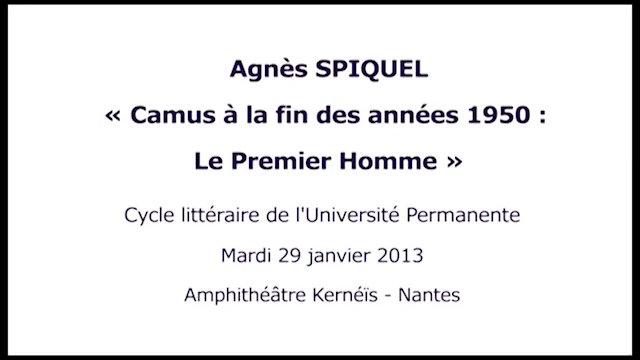 Agnès SPIQUEL
« Camus à la fin des années 1950 :
Le Premier Homme »
Cycle littéraire de l'Université Permanente
Mardi 29 janvier 2013
Amphithéâtre Kernéïs - Nantes